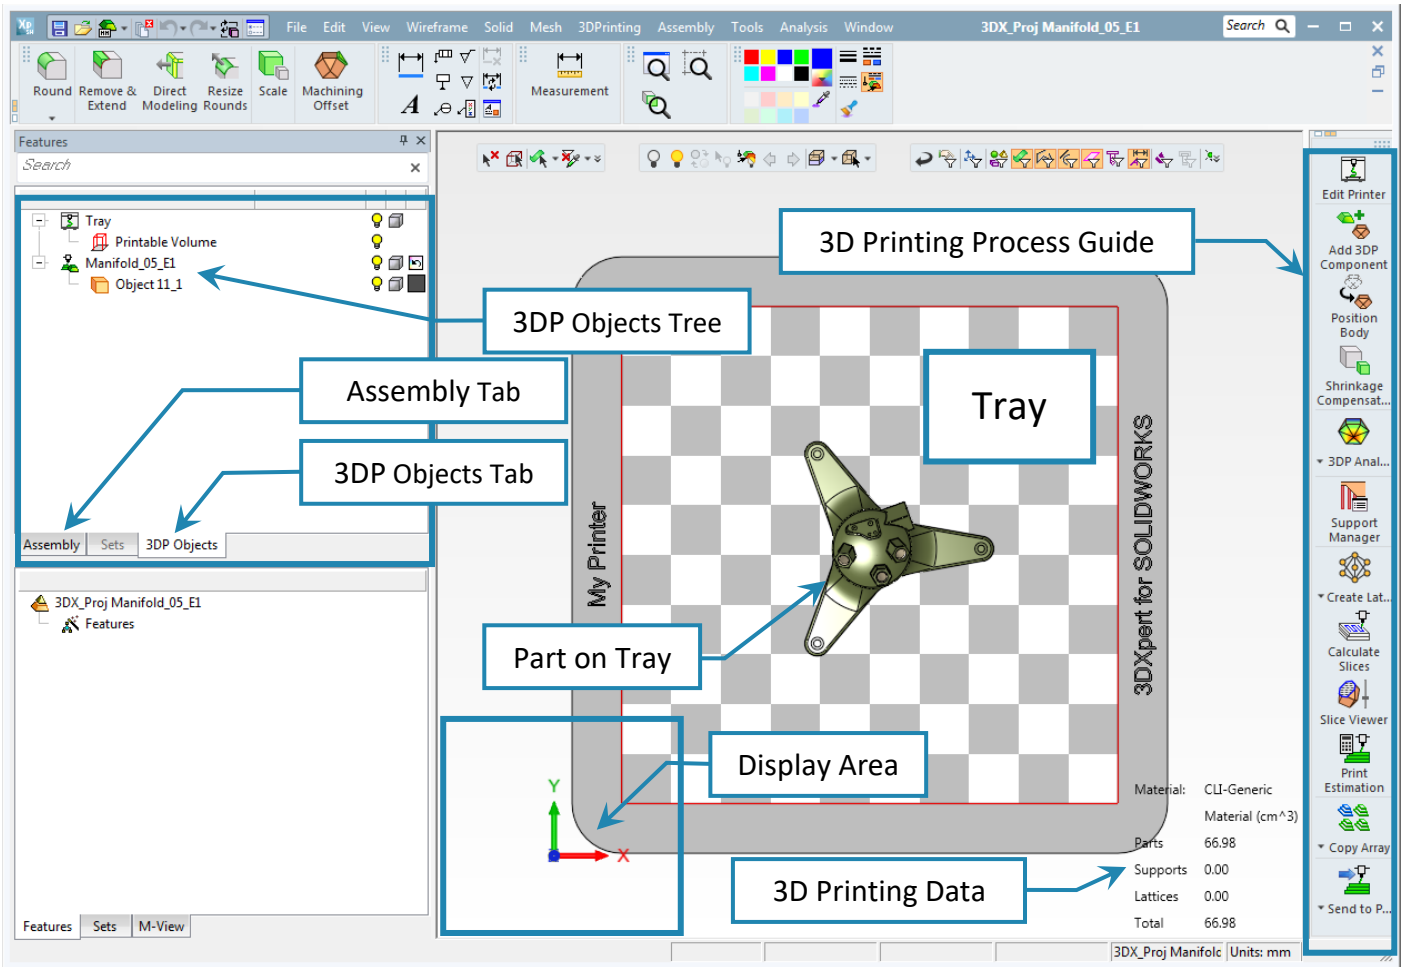 Xp
SW
File Edit View Wireframe Solid Mesh 3DPrinting Assembly Tools Analysis Window
3DX_Proj Manifold_05_E1
Search
Round
Remove &
Extend
Direct
Modeling
Resize
Rounds
Scale
Machining
Offset
A
Measurement
Features
Search
Tray
Printable Volume
Manifold_05_E1
Object 11_1
3DP Objects Tree
Assembly Tab
3DP Objects Tab
Assembly Sets 3DP Objects
3DX_Proj Manifold_05_E1
Features
Features Sets M-View
3D Printing Process Guide
Tray
My Printer
3DXpert for SOLIDWORKS
Part on Tray
Display Area
Y
X
3D Printing Data
Material: CLI-Generic
Material (cm^3)
Parts 66.98
Supports 0.00
Lattices 0.00
Total 66.98
Edit Printer
Add 3DP
Component
Position
Body
Shrinkage
Compensat...
3DP Anal...
Support
Manager
Create Lat...
Calculate
Slices
Slice Viewer
Print
Estimation
Copy Array
Send to P...
3DX_Proj Manifolc Units: mm